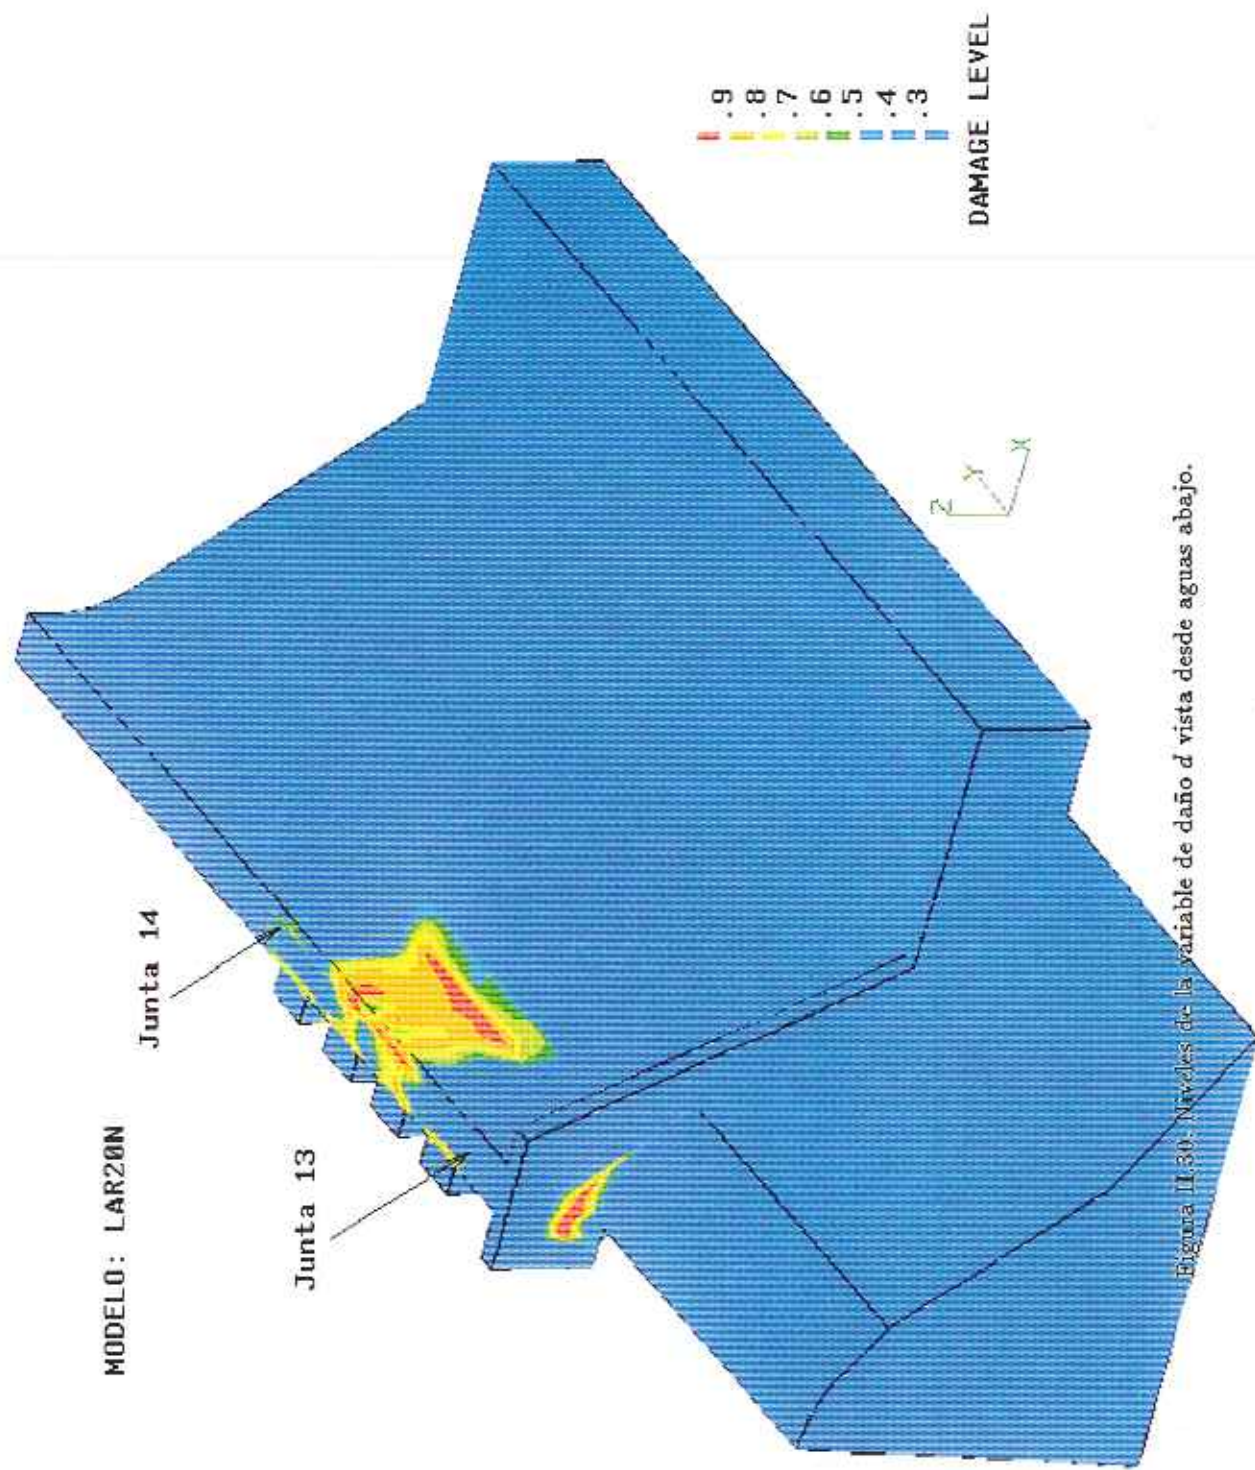 MODELO: LAR20N
Junta 14
Junta 13
.9
.8
.7
.6
.5
.4
.3
DAMAGE LEVEL
Z
Y
X
Figura II.30. Niveles de la variable de daño d vista desde aguas abajo.